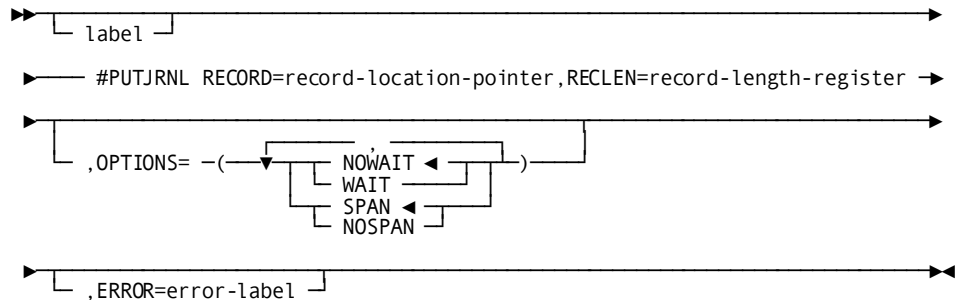 label
#PUTJRNL RECORD=record-location-pointer,RECLEN=record-length-register
,
,OPTIONS= ( NOWAIT )
WAIT
SPAN
NOSPAN
,ERROR=error-label